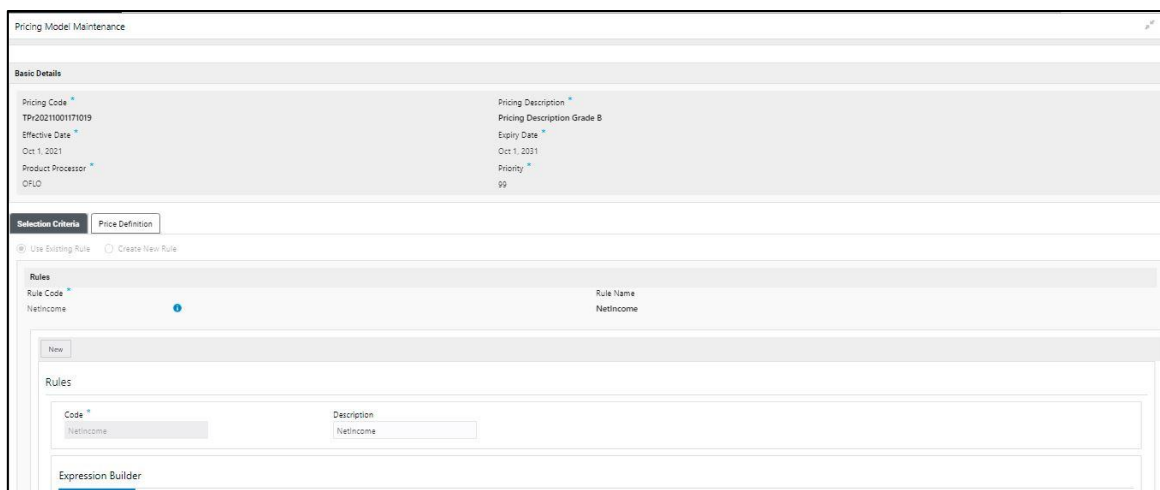 Pricing Model Maintenance
Basic Details
Pricing Code *
Pricing Description *
TPr20211001171019
Pricing Description Grade B
Effective Date *
Expiry Date *
Oct 1, 2021
Oct 1, 2031
Product Processor *
Priority *
OFLO
99
Selection Criteria
Price Definition
Use Existing Rule
Create New Rule
Rules
Rule Code *
Rule Name
NetIncome
NetIncome
New
Rules
Code *
Description
NetIncome
NetIncome
Expression Builder